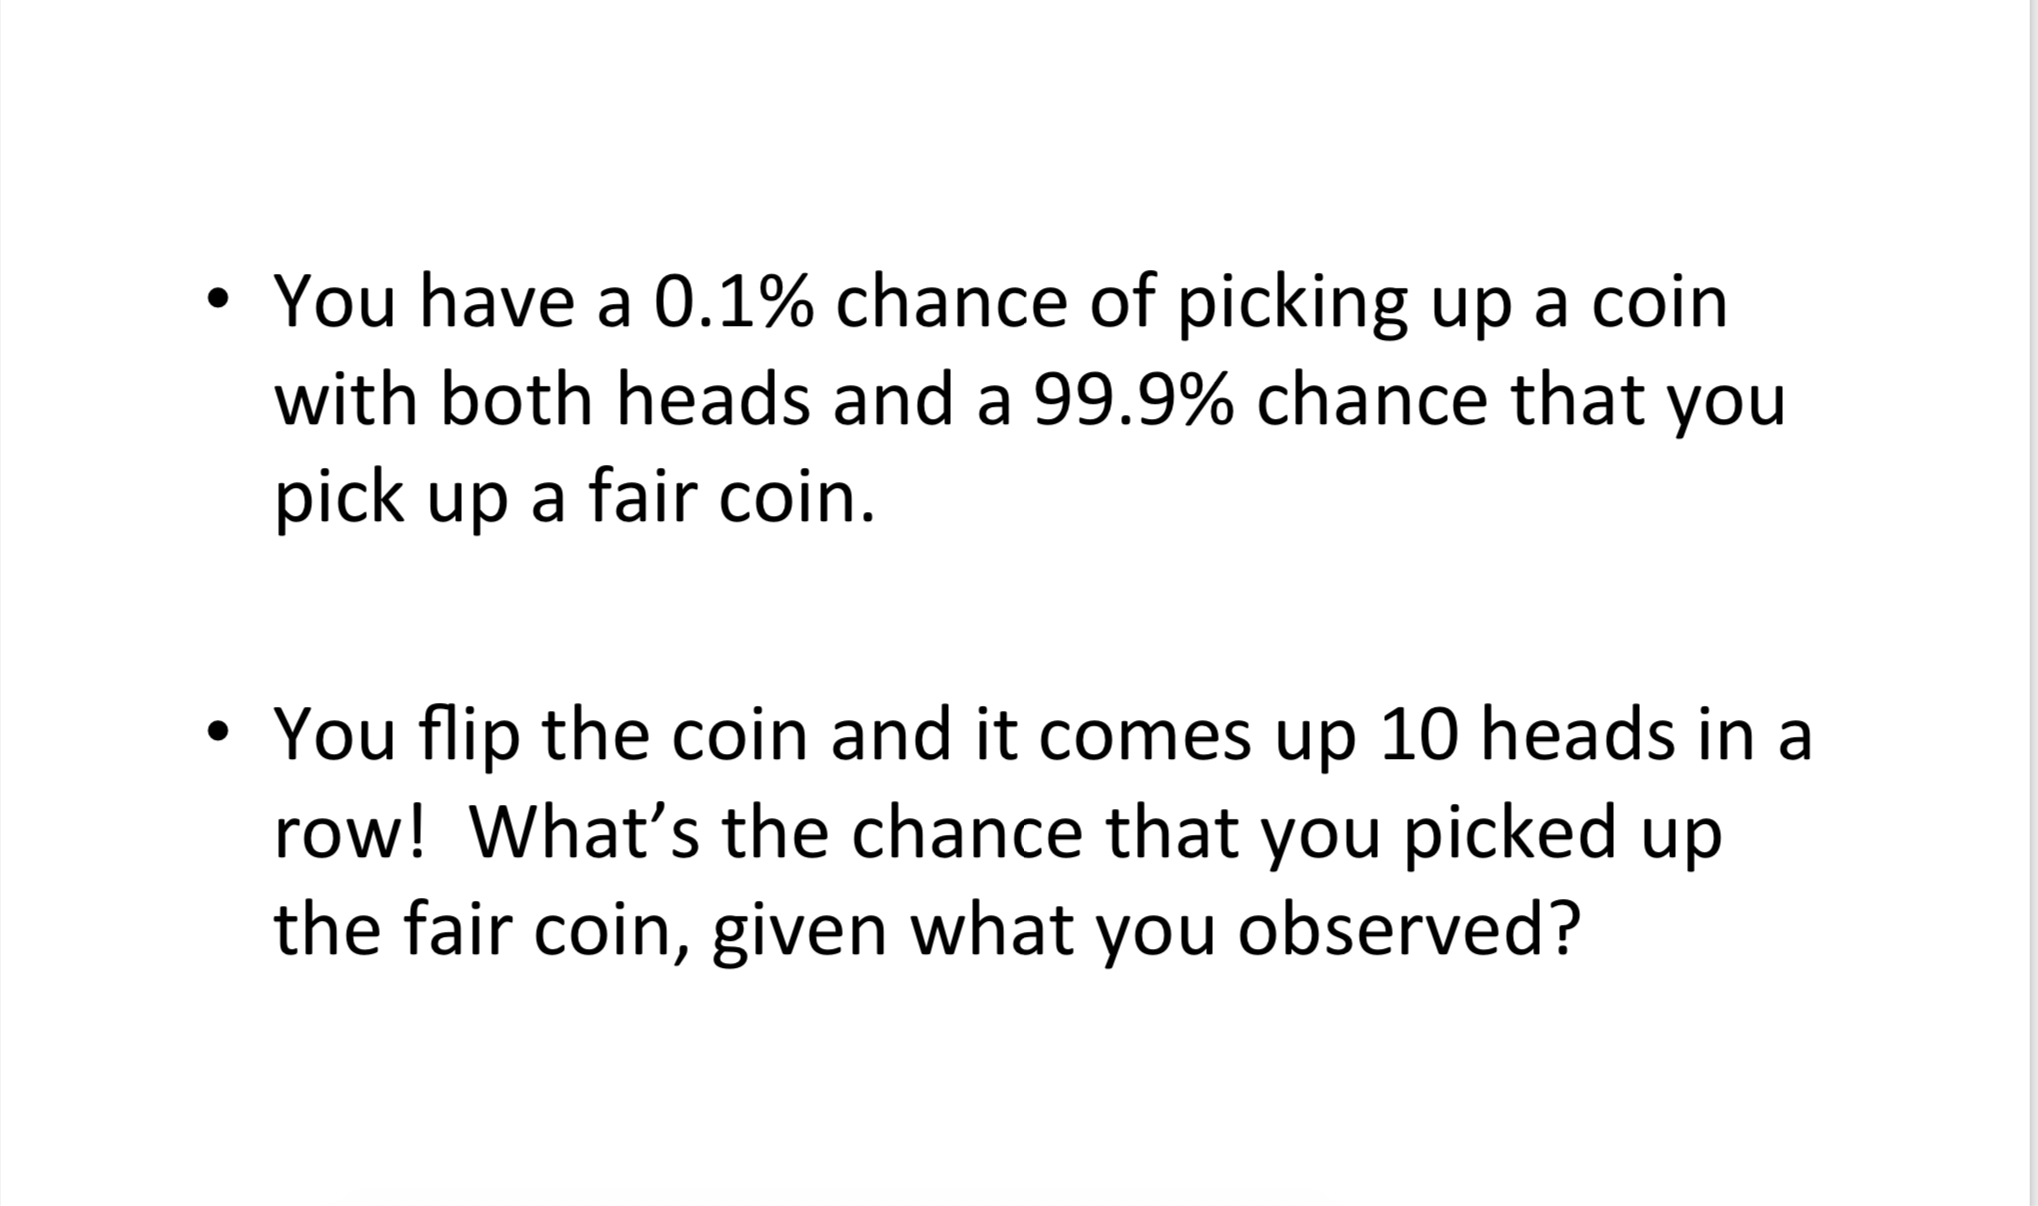 • You have a 0.1% chance of picking up a coin
with both heads and a 99.9% chance that you
pick up a fair coin.
• You flip the coin and it comes up 10 heads in a
row!  What’s the chance that you picked up
the fair coin, given what you observed?